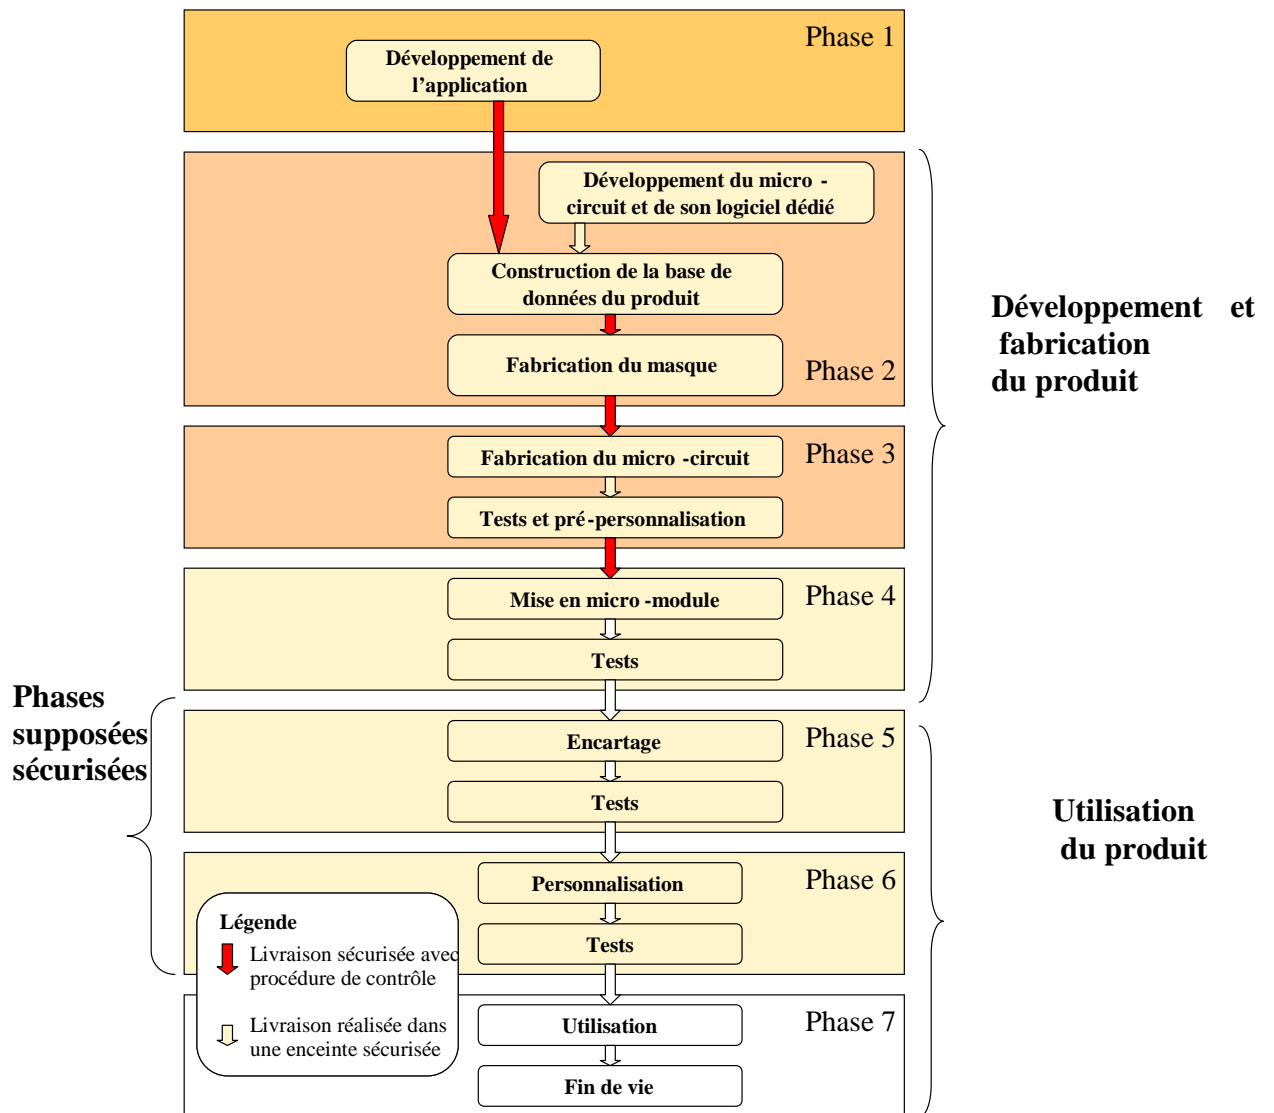 Phase 1
Développement de
l’application
Développement du micro -
circuit et de son logiciel dédié
Construction de la base de
données du produit
Fabrication du masque
Phase 2
Développement et
fabrication
du produit
Phase 3
Fabrication du micro -circuit
Tests et pré-personnalisation
Phase 4
Mise en micro -module
Tests
Phases
supposées
sécurisées
Phase 5
Encartage
Tests
Utilisation
du produit
Phase 6
Personnalisation
Tests
Légende
Livraison sécurisée avec
procédure de contrôle
Livraison réalisée dans
une enceinte sécurisée
Phase 7
Utilisation
Fin de vie